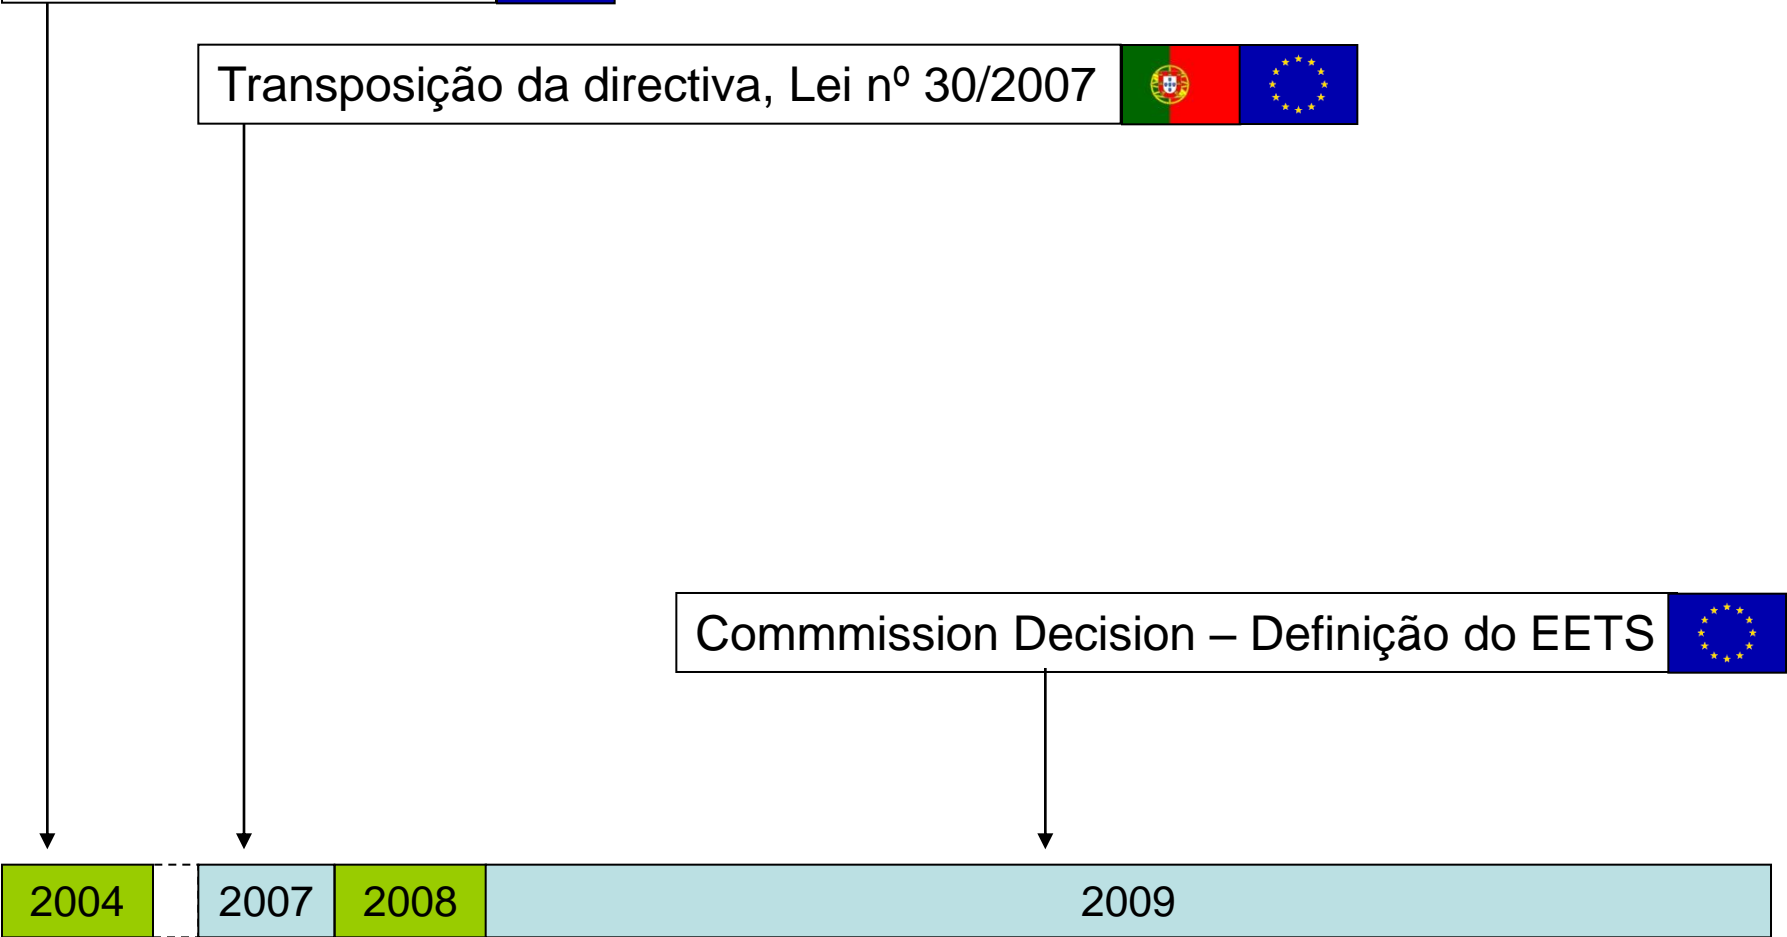 Transposição da directiva, Lei nº 30/2007
Commmission Decision – Definição do EETS
2004 2007 2008 2009